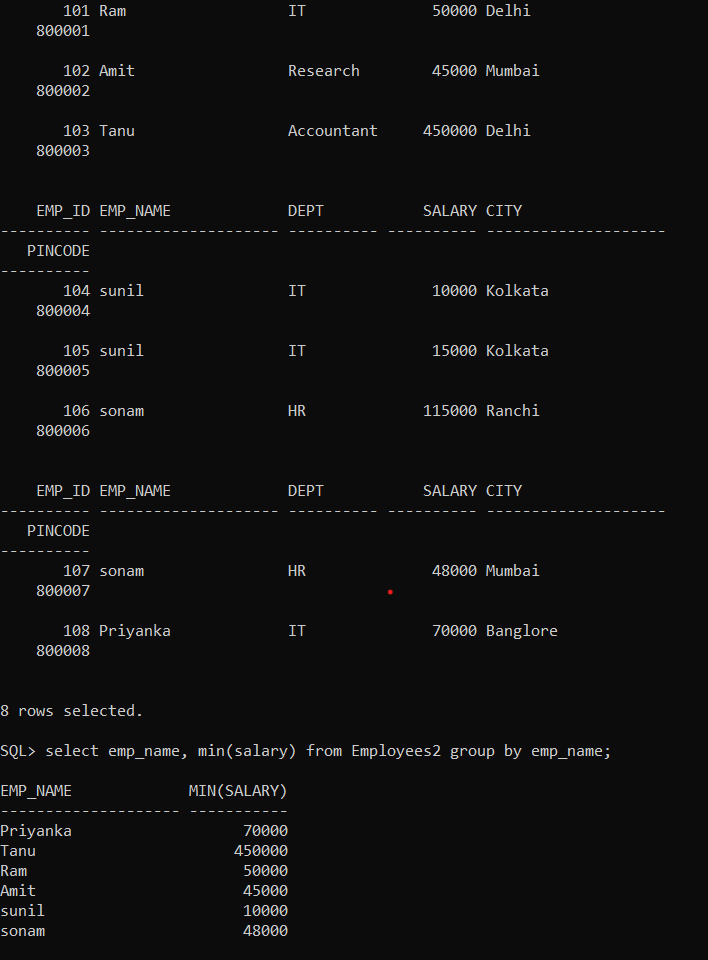 101 Ram IT 50000 Delhi
800001
102 Amit Research 45000 Mumbai
800002
103 Tanu Accountant 450000 Delhi
800003
EMP_ID EMP_NAME DEPT SALARY CITY
---------- -------------------- ---------- ---------- --------------------
PINCODE
----------
104 sunil IT 10000 Kolkata
800004
105 sunil IT 15000 Kolkata
800005
106 sonam HR 115000 Ranchi
800006
EMP_ID EMP_NAME DEPT SALARY CITY
---------- -------------------- ---------- ---------- --------------------
PINCODE
----------
107 sonam HR 48000 Mumbai
800007
108 Priyanka IT 70000 Banglore
800008
8 rows selected.
SQL> select emp_name, min(salary) from Employees2 group by emp_name;
EMP_NAME MIN(SALARY)
-------------------- -----------
Priyanka 70000
Tanu 450000
Ram 50000
Amit 45000
sunil 10000
sonam 48000